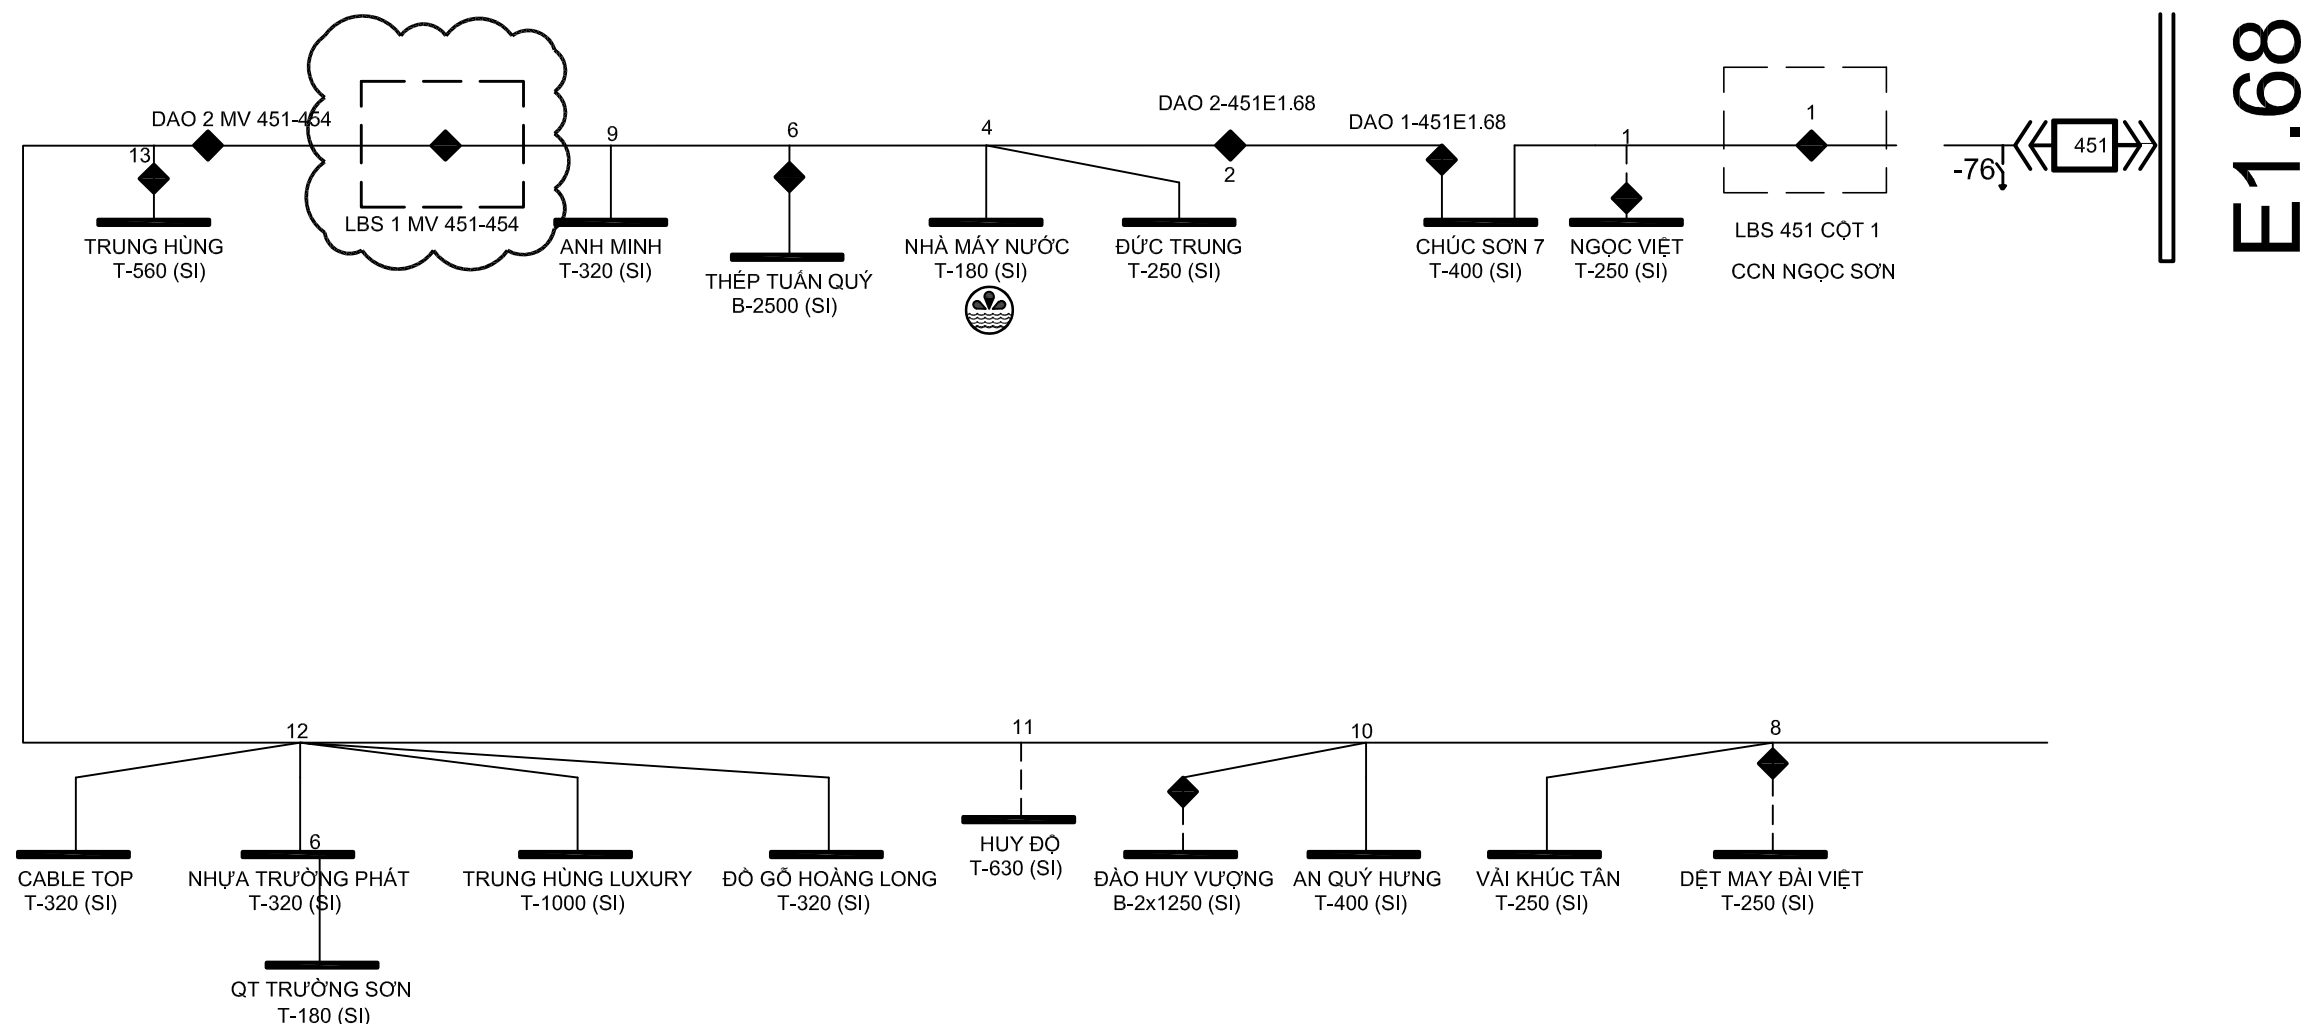 DAO 2 MV 451-454
13
TRUNG HÙNG
T-560 (SI)
LBS 1 MV 451-454
9
ANH MINH
T-320 (SI)
6
THÉP TUẤN QUÝ
B-2500 (SI)
4
NHÀ MÁY NƯỚC
T-180 (SI)
ĐỨC TRUNG
T-250 (SI)
DAO 2-451E1.68
2
DAO 1-451E1.68
CHÚC SƠN 7
T-400 (SI)
1
NGỌC VIỆT
T-250 (SI)
1
LBS 451 CỘT 1
CCN NGỌC SƠN
-76
451
E1.68
12
CABLE TOP
T-320 (SI)
6
NHỰA TRƯỜNG PHÁT
T-320 (SI)
QT TRƯỜNG SƠN
T-180 (SI)
TRUNG HÙNG LUXURY
T-1000 (SI)
ĐỒ GỖ HOÀNG LONG
T-320 (SI)
11
HUY ĐỘ
T-630 (SI)
10
ĐÀO HUY VƯỢNG
B-2x1250 (SI)
AN QUÝ HƯNG
T-400 (SI)
8
VẢI KHÚC TÂN
T-250 (SI)
DỆT MAY ĐÀI VIỆT
T-250 (SI)